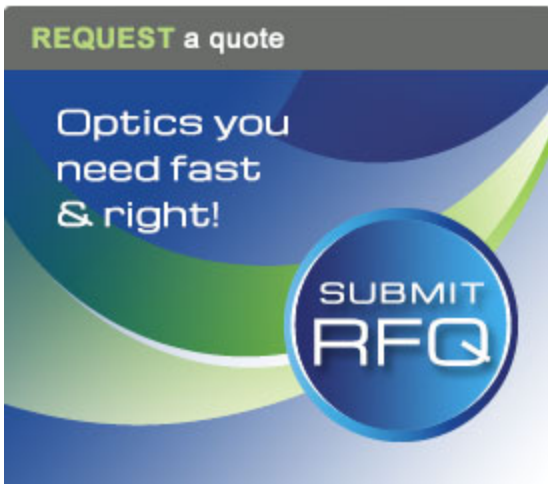 REQUEST a quote
Optics you
need fast
& right!
SUBMIT
RFQ